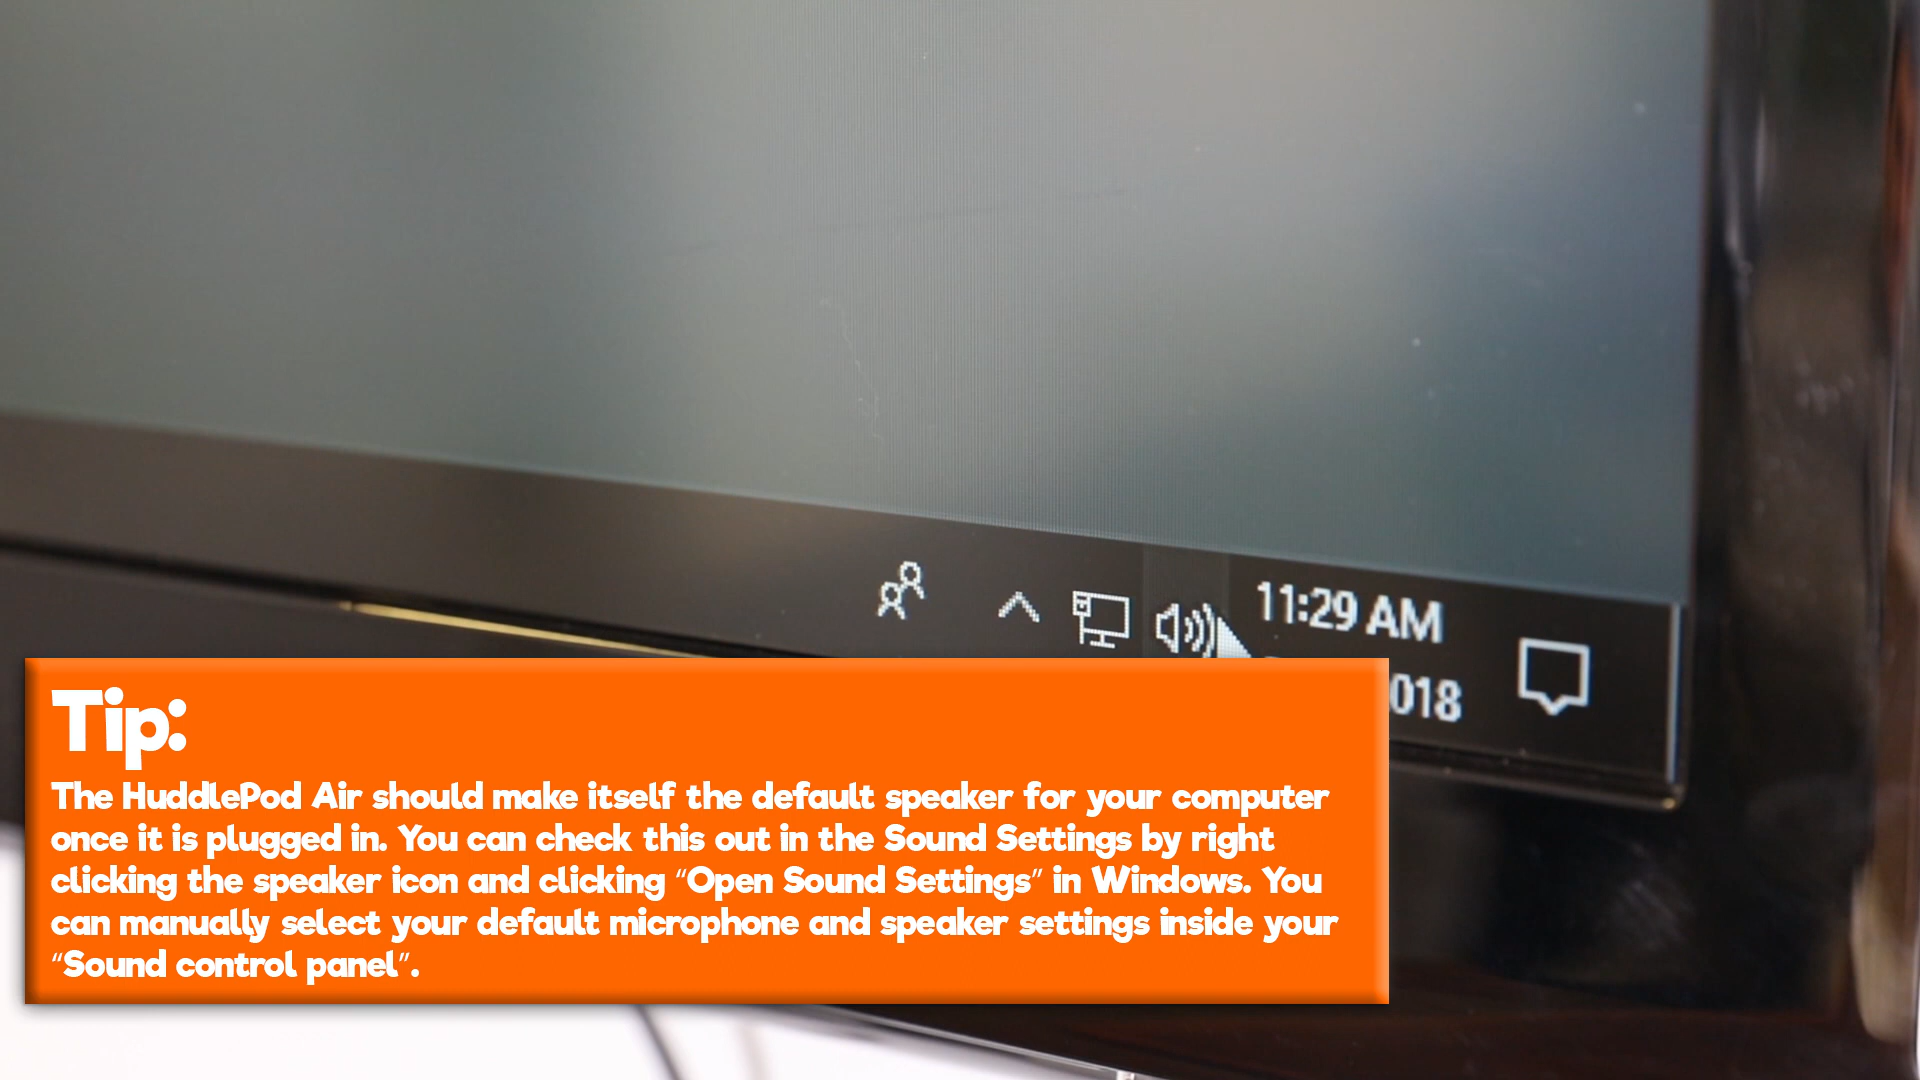 11:29 AM
018
Tip:
The HuddlePod Air should make itself the default speaker for your computer
once it is plugged in. You can check this out in the Sound Settings by right
clicking the speaker icon and clicking “Open Sound Settings” in Windows. You
can manually select your default microphone and speaker settings inside your
“Sound control panel”.